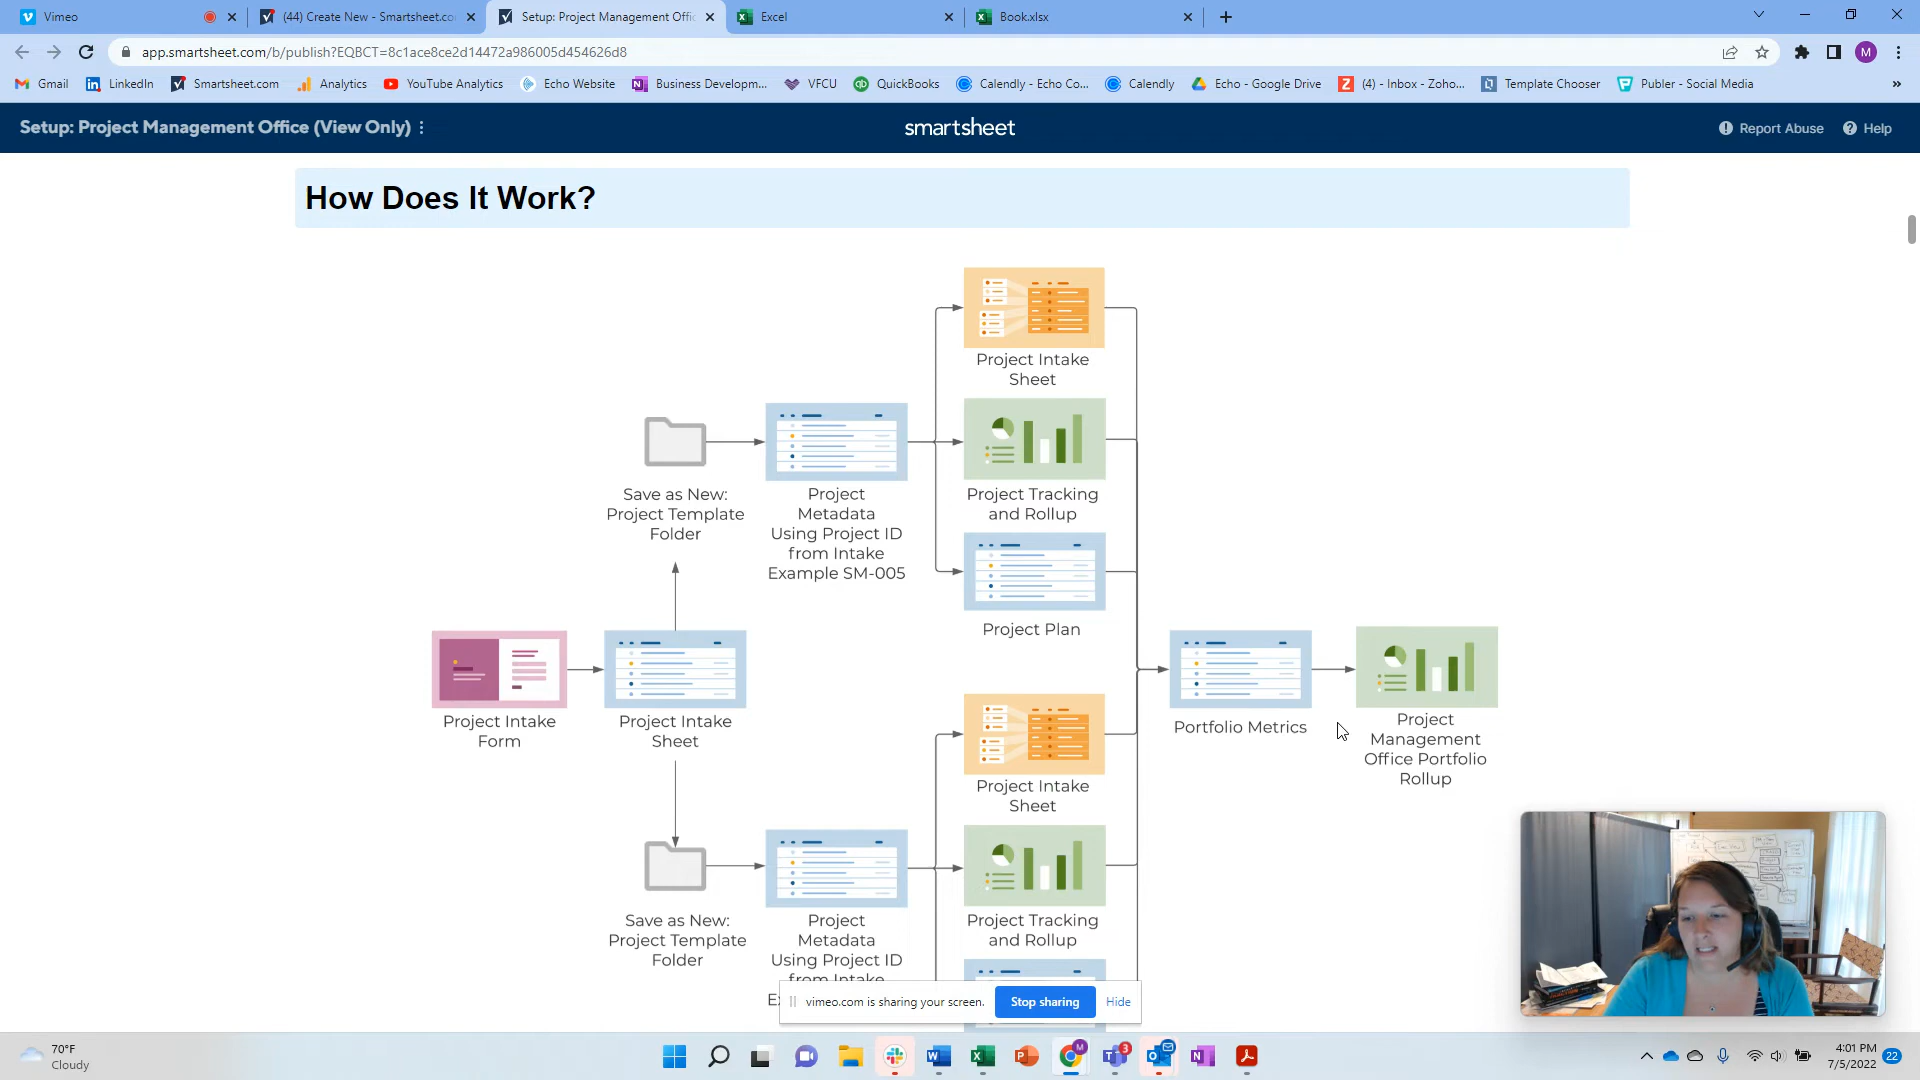 Vimeo
(44) Create New - Smartsheet.co
Setup: Project Management Offic
Excel
Book.xlsx
app.smartsheet.com/b/publish?EQBCT=8c1ace8ce2d14472a986005d454626d8
M
Gmail
LinkedIn
Smartsheet.com
Analytics
YouTube Analytics
Echo Website
Business Developm...
VFCU
QuickBooks
Calendly - Echo Co...
Calendly
Echo - Google Drive
(4) - Inbox - Zoho...
Template Chooser
Publer - Social Media
»
Setup: Project Management Office (View Only)
smartsheet
Report Abuse
Help
How Does It Work?
Project Intake
Sheet
Save as New:
Project Template
Folder
Project
Metadata
Using Project ID
from Intake
Example SM-005
Project Tracking
and Rollup
Project Plan
Project Intake
Form
Project Intake
Sheet
Portfolio Metrics
Project
Management
Office Portfolio
Rollup
Project Intake
Sheet
Save as New:
Project Template
Folder
Project
Metadata
Using Project ID
from Intake
Project Tracking
and Rollup
vimeo.com is sharing your screen.
Stop sharing
Hide
70°F
Cloudy
4:01 PM
7/5/2022
22
3